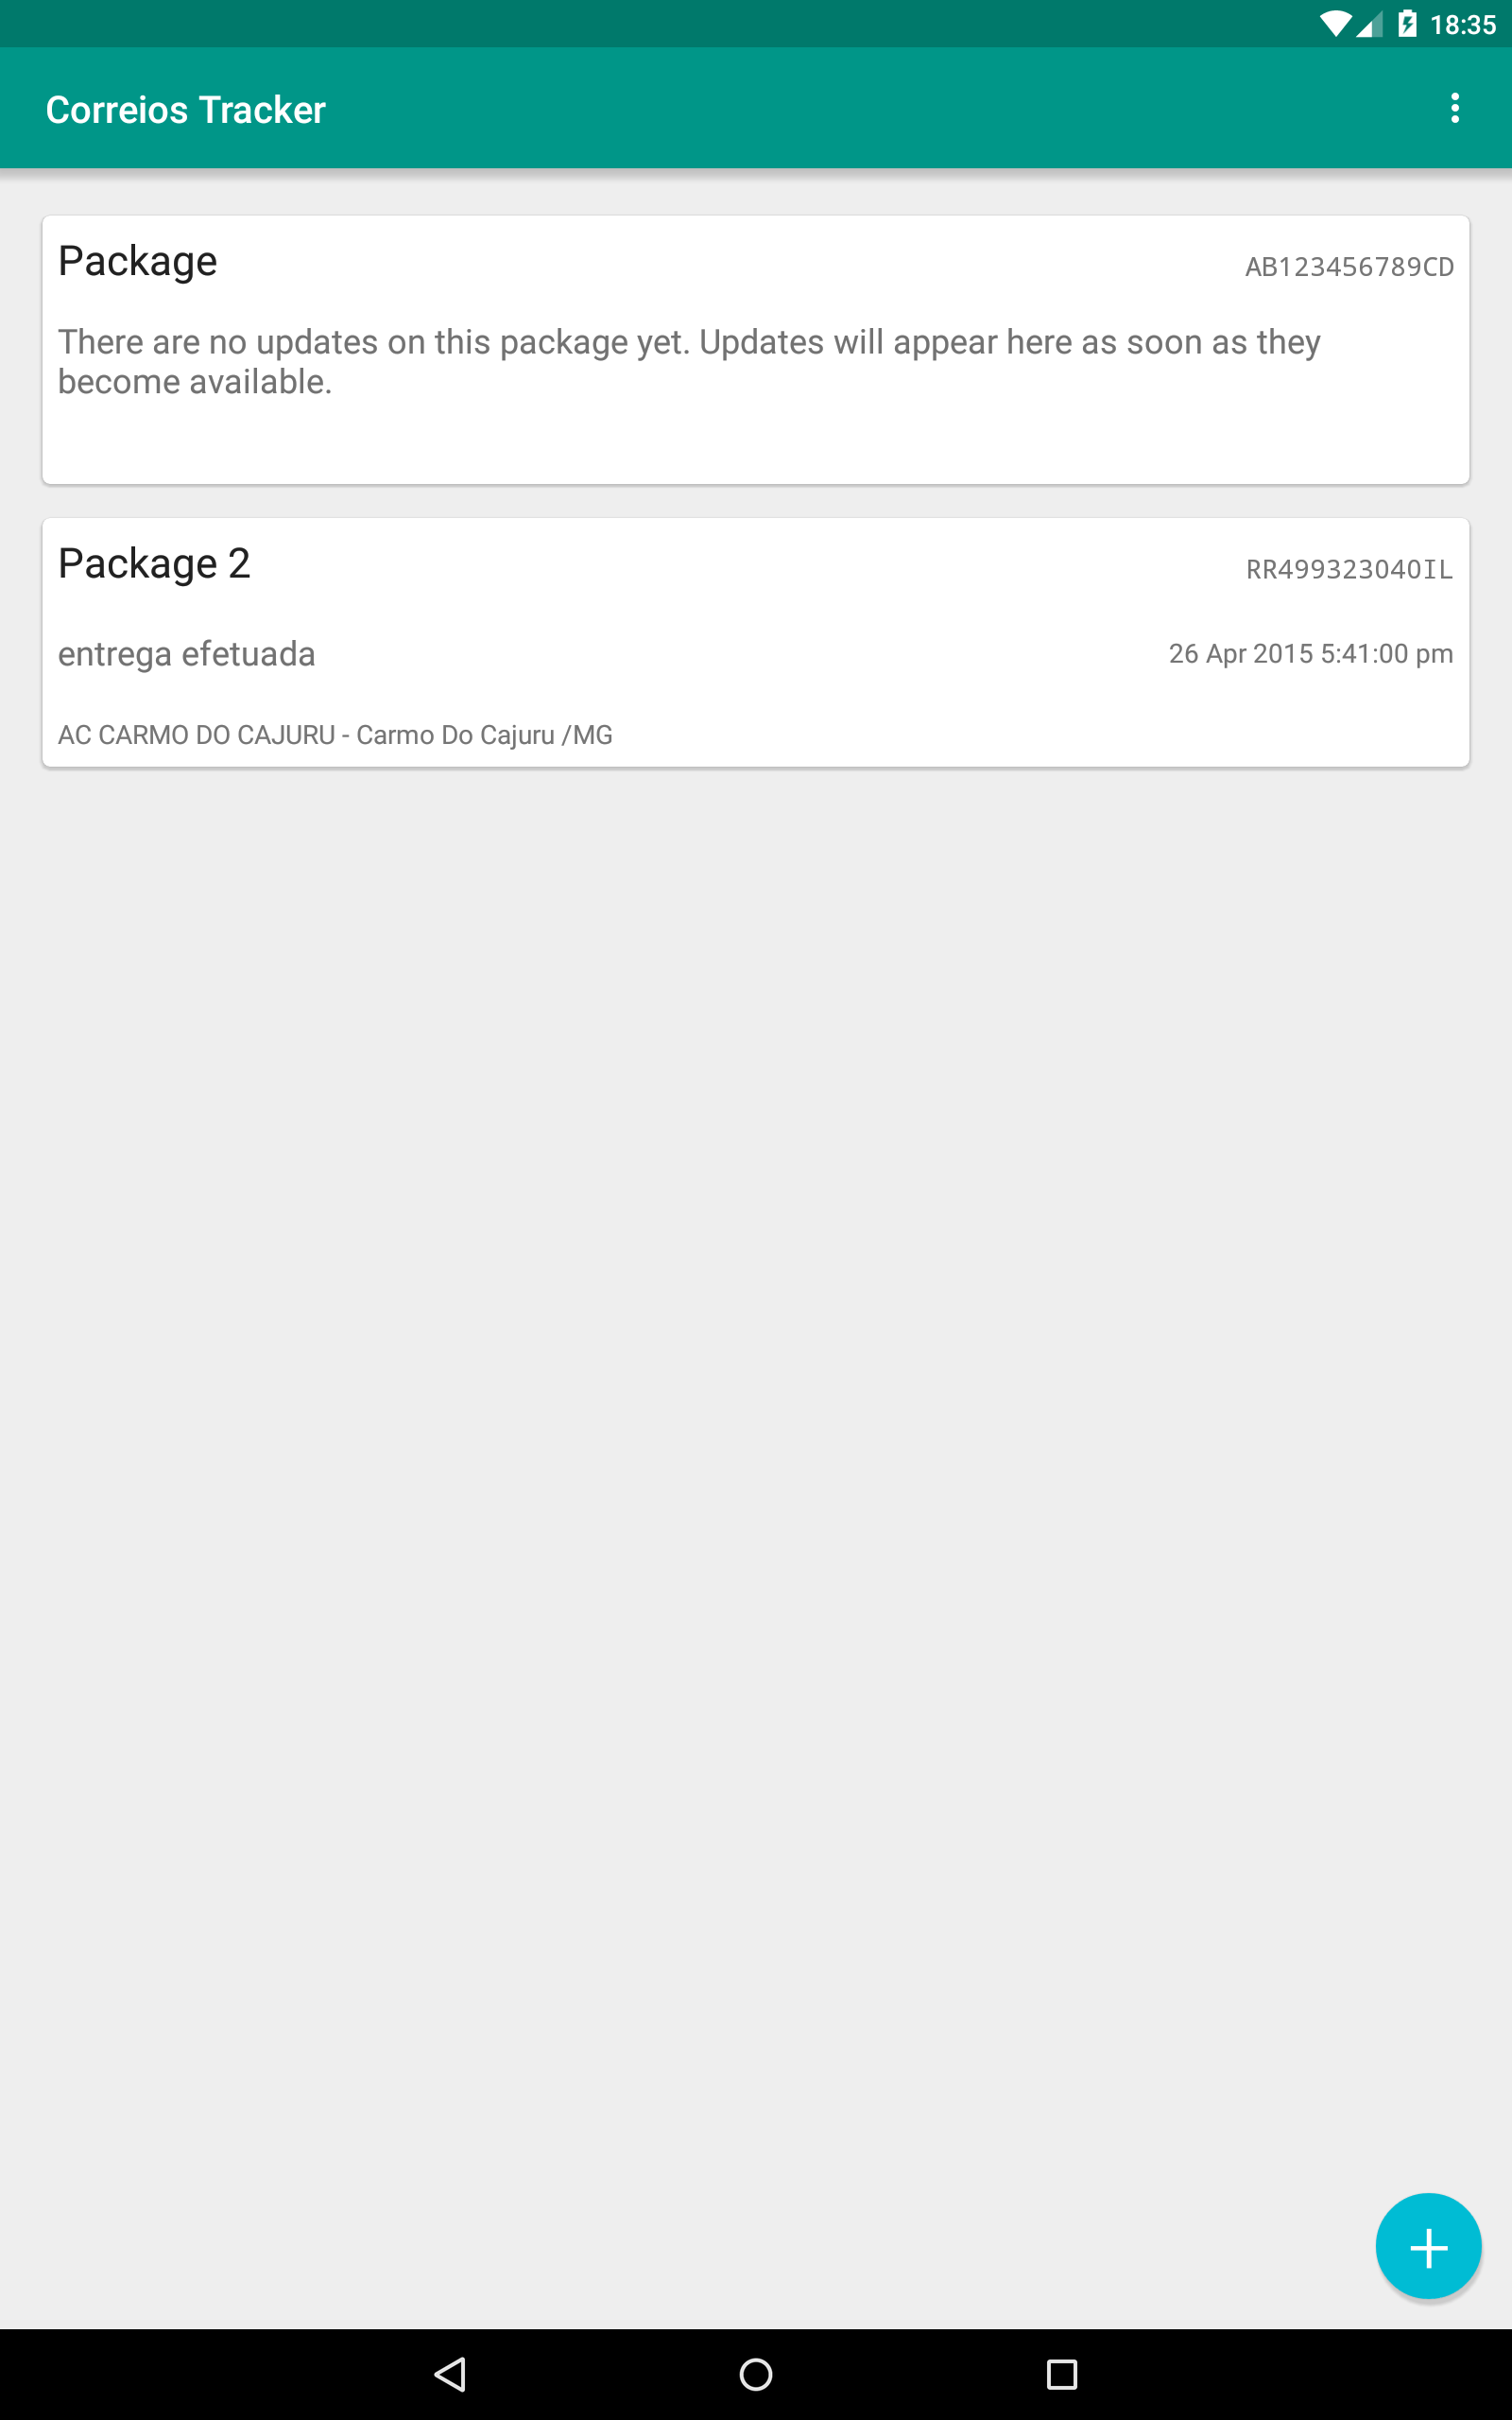 18:35
Correios Tracker
Package
AB123456789CD
There are no updates on this package yet. Updates will appear here as soon as they
become available.
Package 2
RR499323040IL
entrega efetuada
26 Apr 2015 5:41:00 pm
AC CARMO DO CAJURU - Carmo Do Cajuru /MG